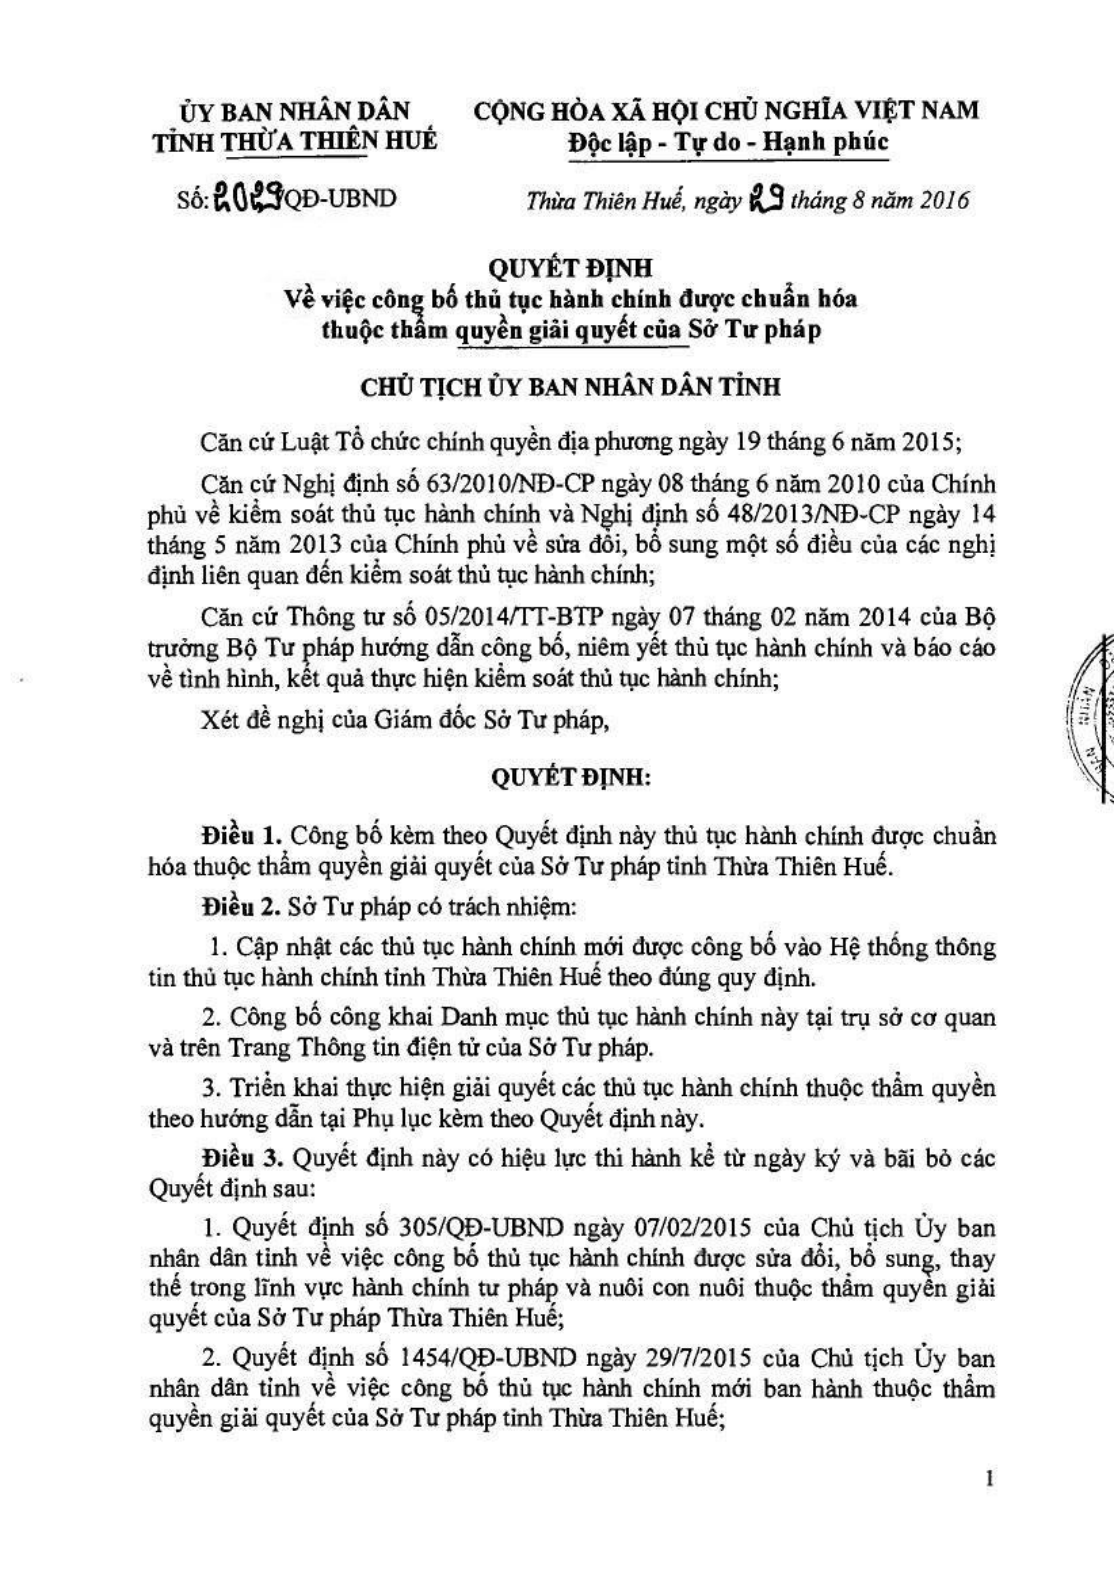 ỦY BAN NHÂN DÂN
TỈNH THỪA THIÊN HUẾ
CỘNG HÒA XÃ HỘI CHỦ NGHĨA VIỆT NAM
Độc lập - Tự do - Hạnh phúc
Số: 2029/QĐ-UBND
Thừa Thiên Huế, ngày 29 tháng 8 năm 2016
QUYẾT ĐỊNH
Về việc công bố thủ tục hành chính được chuẩn hóa
thuộc thẩm quyền giải quyết của Sở Tư pháp
CHỦ TỊCH ỦY BAN NHÂN DÂN TỈNH
Căn cứ Luật Tổ chức chính quyền địa phương ngày 19 tháng 6 năm 2015;
Căn cứ Nghị định số 63/2010/NĐ-CP ngày 08 tháng 6 năm 2010 của Chính
phủ về kiểm soát thủ tục hành chính và Nghị định số 48/2013/NĐ-CP ngày 14
tháng 5 năm 2013 của Chính phủ về sửa đổi, bổ sung một số điều của các nghị
định liên quan đến kiểm soát thủ tục hành chính;
Căn cứ Thông tư số 05/2014/TT-BTP ngày 07 tháng 02 năm 2014 của Bộ
trưởng Bộ Tư pháp hướng dẫn công bố, niêm yết thủ tục hành chính và báo cáo
về tình hình, kết quả thực hiện kiểm soát thủ tục hành chính;
Xét đề nghị của Giám đốc Sở Tư pháp,
QUYẾT ĐỊNH:
Điều 1. Công bố kèm theo Quyết định này thủ tục hành chính được chuẩn
hóa thuộc thẩm quyền giải quyết của Sở Tư pháp tỉnh Thừa Thiên Huế.
Điều 2. Sở Tư pháp có trách nhiệm:
1. Cập nhật các thủ tục hành chính mới được công bố vào Hệ thống thông
tin thủ tục hành chính tỉnh Thừa Thiên Huế theo đúng quy định.
2. Công bố công khai Danh mục thủ tục hành chính này tại trụ sở cơ quan
và trên Trang Thông tin điện tử của Sở Tư pháp.
3. Triển khai thực hiện giải quyết các thủ tục hành chính thuộc thẩm quyền
theo hướng dẫn tại Phụ lục kèm theo Quyết định này.
Điều 3. Quyết định này có hiệu lực thi hành kể từ ngày ký và bãi bỏ các
Quyết định sau:
1. Quyết định số 305/QĐ-UBND ngày 07/02/2015 của Chủ tịch Ủy ban
nhân dân tỉnh về việc công bố thủ tục hành chính được sửa đổi, bổ sung, thay
thế trong lĩnh vực hành chính tư pháp và nuôi con nuôi thuộc thẩm quyền giải
quyết của Sở Tư pháp Thừa Thiên Huế;
2. Quyết định số 1454/QĐ-UBND ngày 29/7/2015 của Chủ tịch Ủy ban
nhân dân tỉnh về việc công bố thủ tục hành chính mới ban hành thuộc thẩm
quyền giải quyết của Sở Tư pháp tỉnh Thừa Thiên Huế;
1